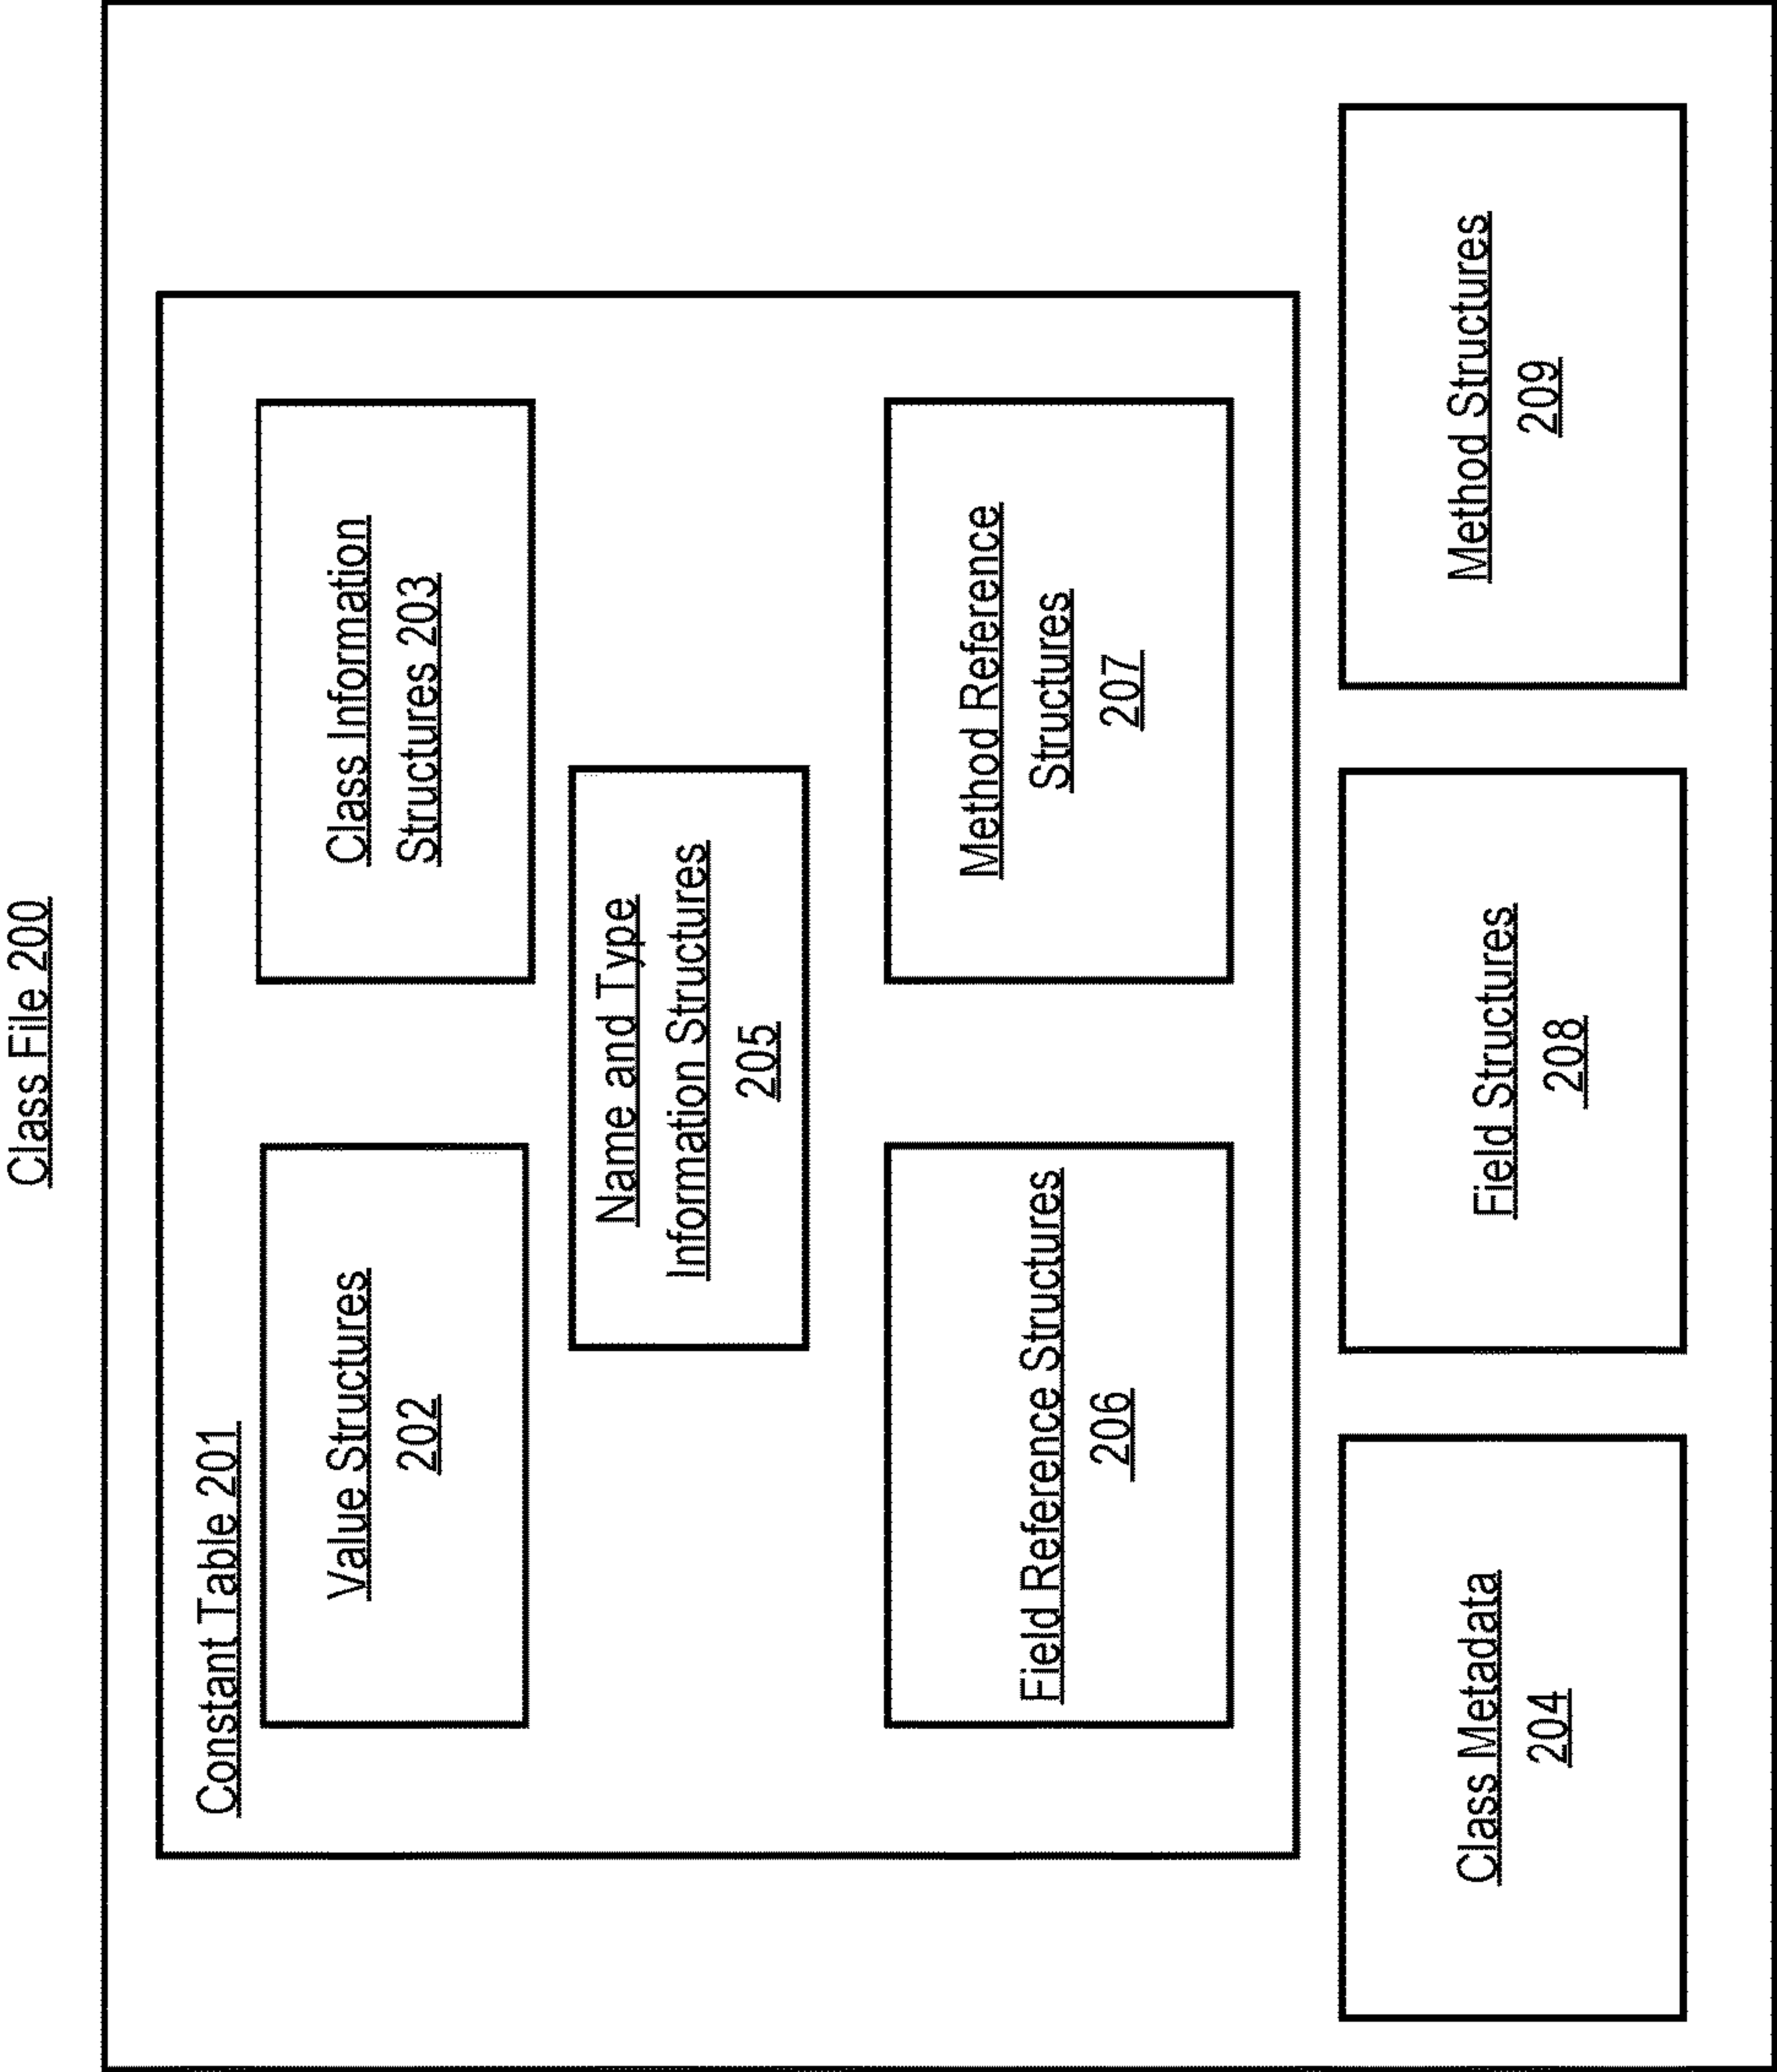 Class File 200
Constant Table 201
Value Structures
202
Class Information
Structures 203
Name and Type
Information Structures
205
Field Reference Structures
206
Method Reference
Structures
207
Class Metadata
204
Field Structures
208
Method Structures
209